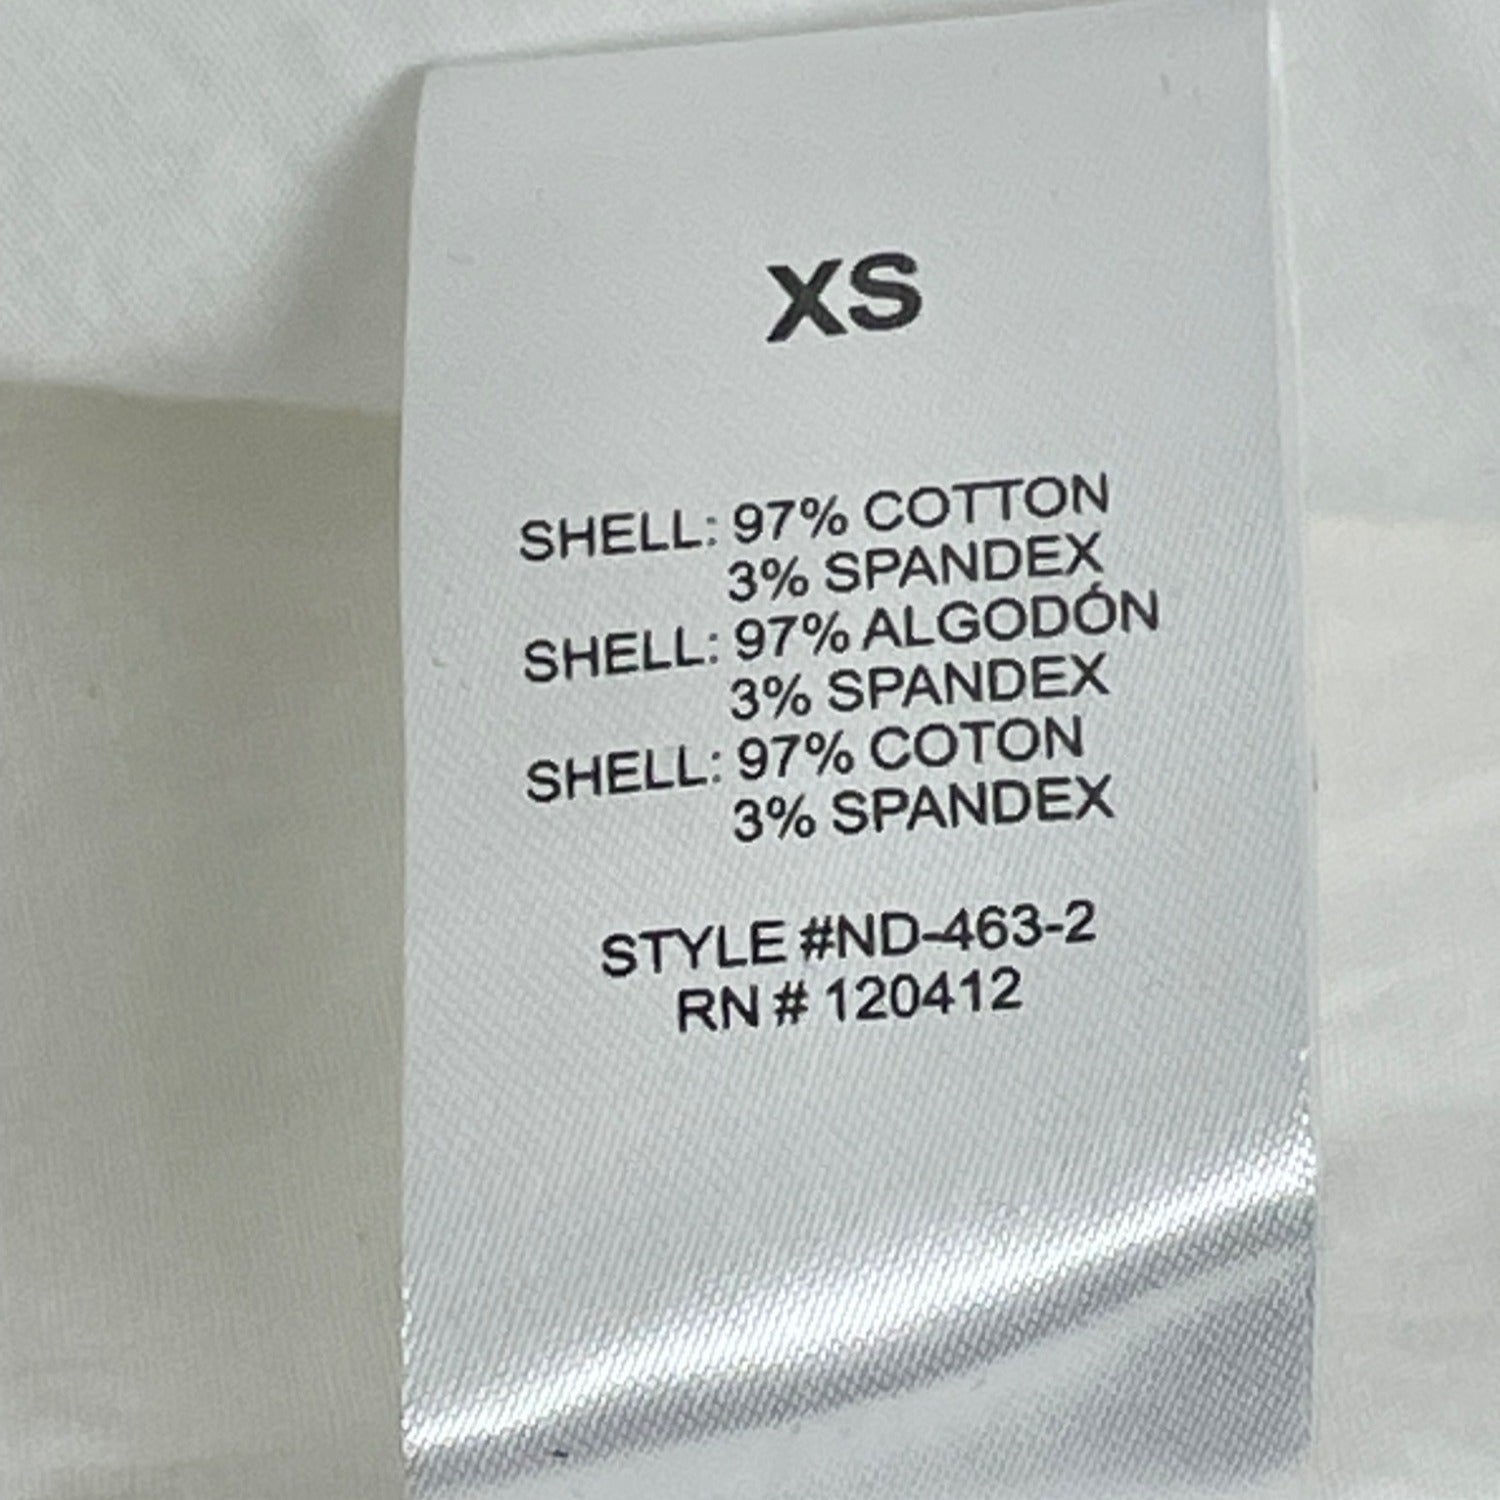 XS
SHELL: 97% COTTON
3% SPANDEX
SHELL: 97% ALGODÓN
3% SPANDEX
SHELL: 97% COTON
3% SPANDEX
STYLE #ND-463-2
RN # 120412